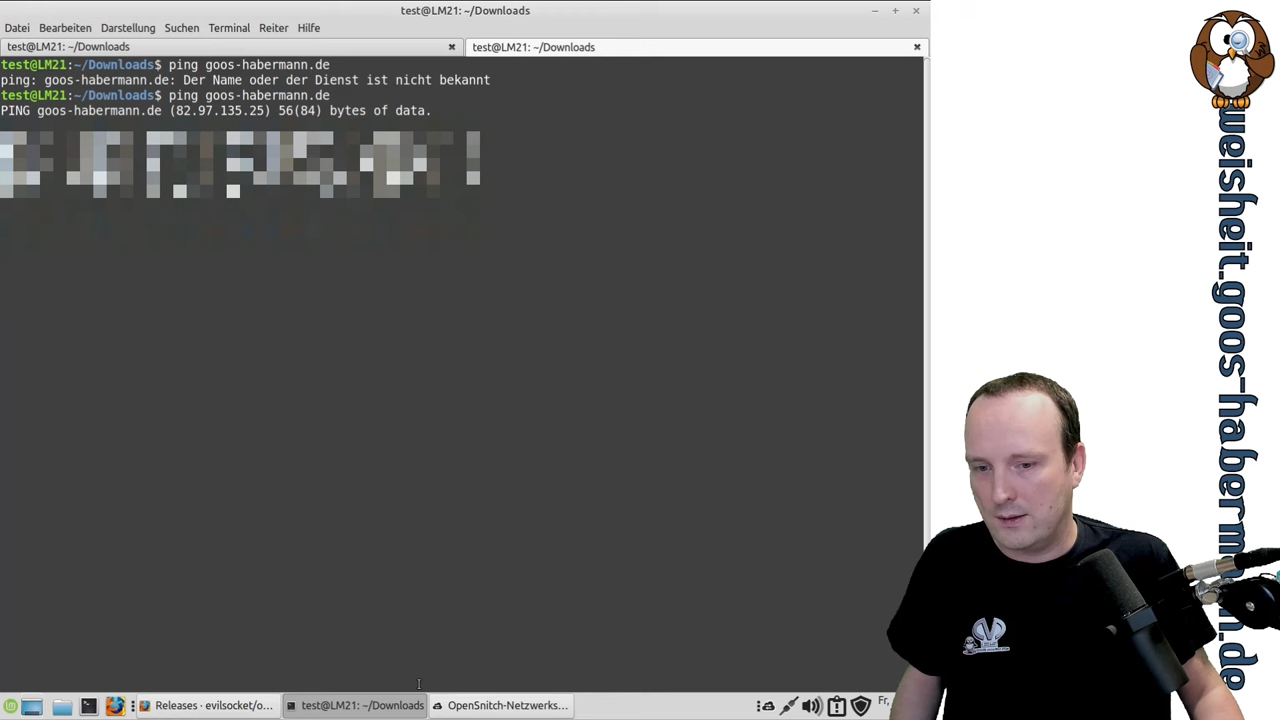 test@LM21: ~/Downloads
Datei Bearbeiten Darstellung Suchen Terminal Reiter Hilfe
test@LM21: ~/Downloads
test@LM21: ~/Downloads
test@LM21:~/Downloads$ ping goos-habermann.de
ping: goos-habermann.de: Der Name oder der Dienst ist nicht bekannt
test@LM21:~/Downloads$ ping goos-habermann.de
PING goos-habermann.de (82.97.135.25) 56(84) bytes of data.
Releases - evilsocket/o...
test@LM21: ~/Downloads
OpenSnitch-Netzwerks...
Fr,
weisheit.goos-habermann.de